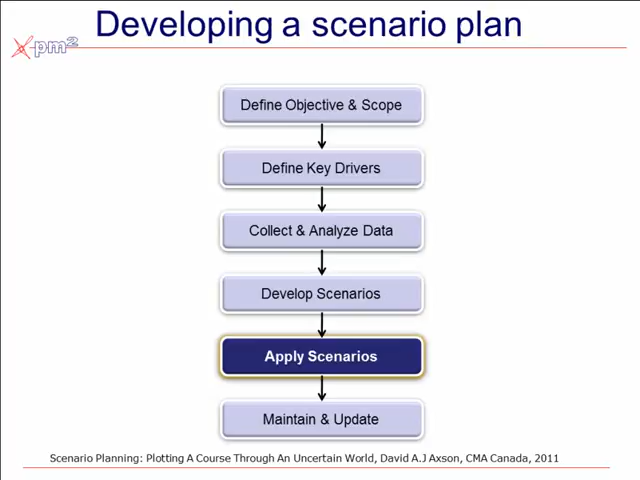 Developing a scenario plan
xpm2
Define Objective & Scope
Define Key Drivers
Collect & Analyze Data
Develop Scenarios
Apply Scenarios
Maintain & Update
Scenario Planning: Plotting A Course Through An Uncertain World, David A.J Axson, CMA Canada, 2011